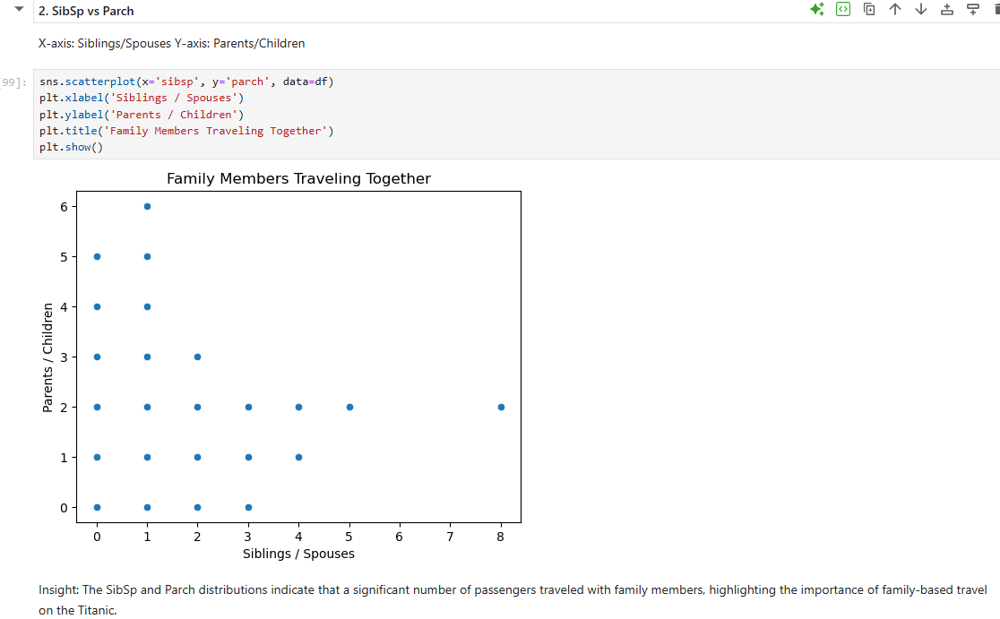 2. SibSp vs Parch
X-axis: Siblings/Spouses Y-axis: Parents/Children
99]:
sns.scatterplot(x='sibsp', y='parch', data=df)
plt.xlabel('Siblings / Spouses')
plt.ylabel('Parents / Children')
plt.title('Family Members Traveling Together')
plt.show()
Family Members Traveling Together
6
5
4
3
2
1
0
Parents / Children
0 1 2 3 4 5 6 7 8
Siblings / Spouses
Insight: The SibSp and Parch distributions indicate that a significant number of passengers traveled with family members, highlighting the importance of family-based travel
on the Titanic.